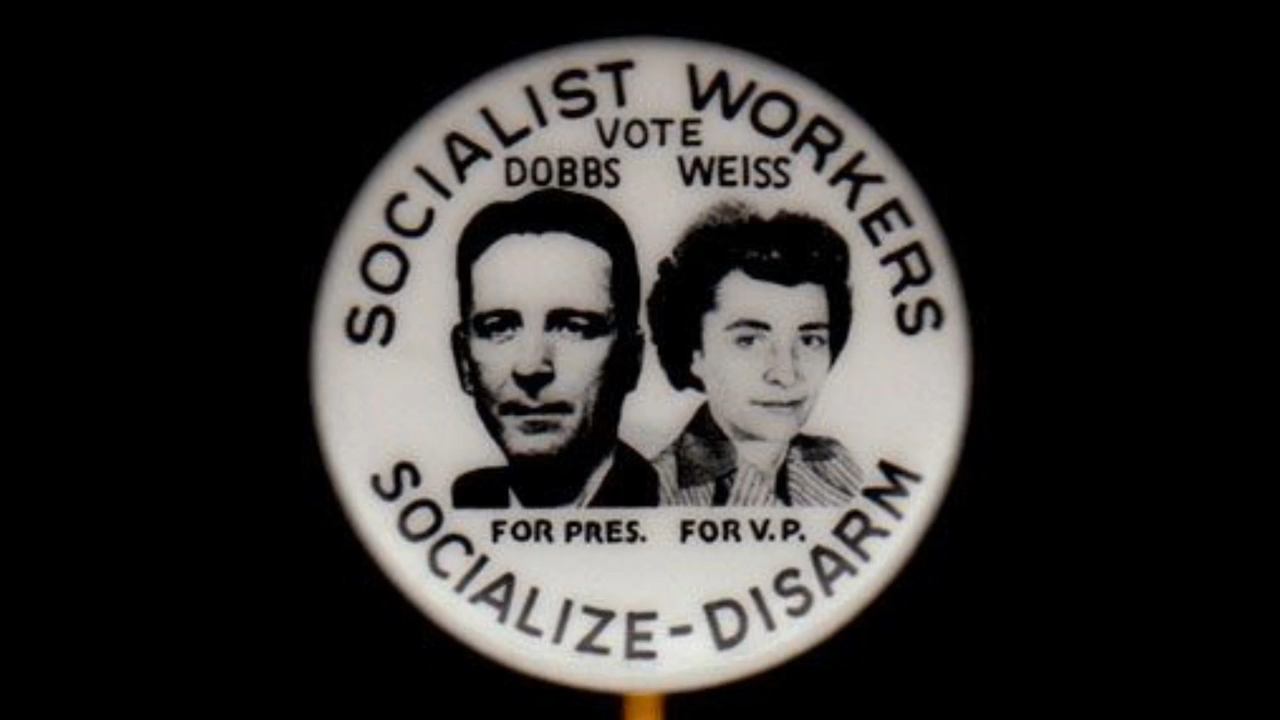 SOCIALIST WORKERS
VOTE
DOBBS WEISS
FOR PRES. FOR V.P.
SOCIALIZE-DISARM